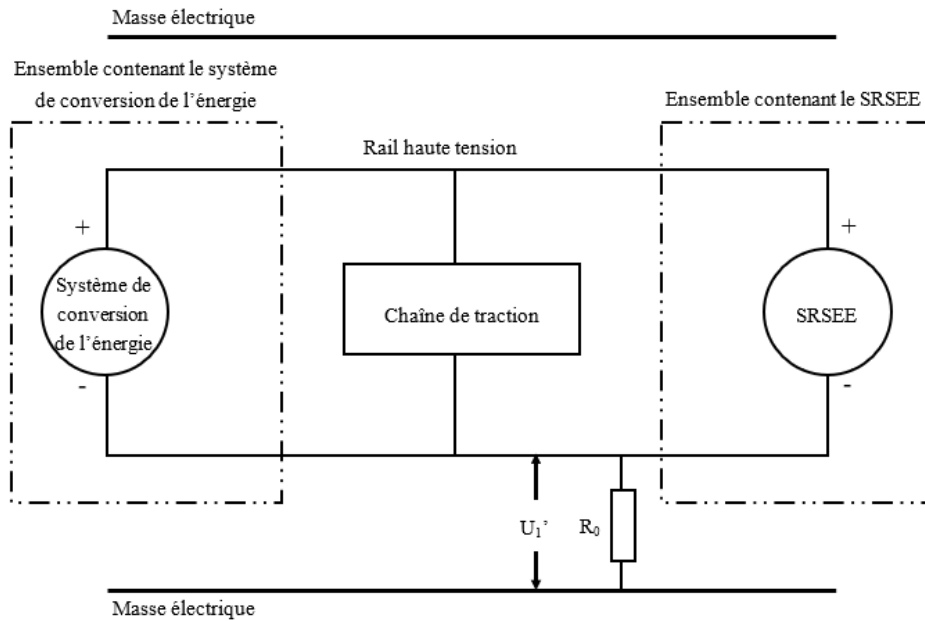 Masse électrique
Ensemble contenant le système
de conversion de l’énergie
Ensemble contenant le SRSEE
Rail haute tension
+
+
Système de
conversion
de l’énergie
Chaîne de traction
SRSEE
-
-
U₁’
R₀
Masse électrique